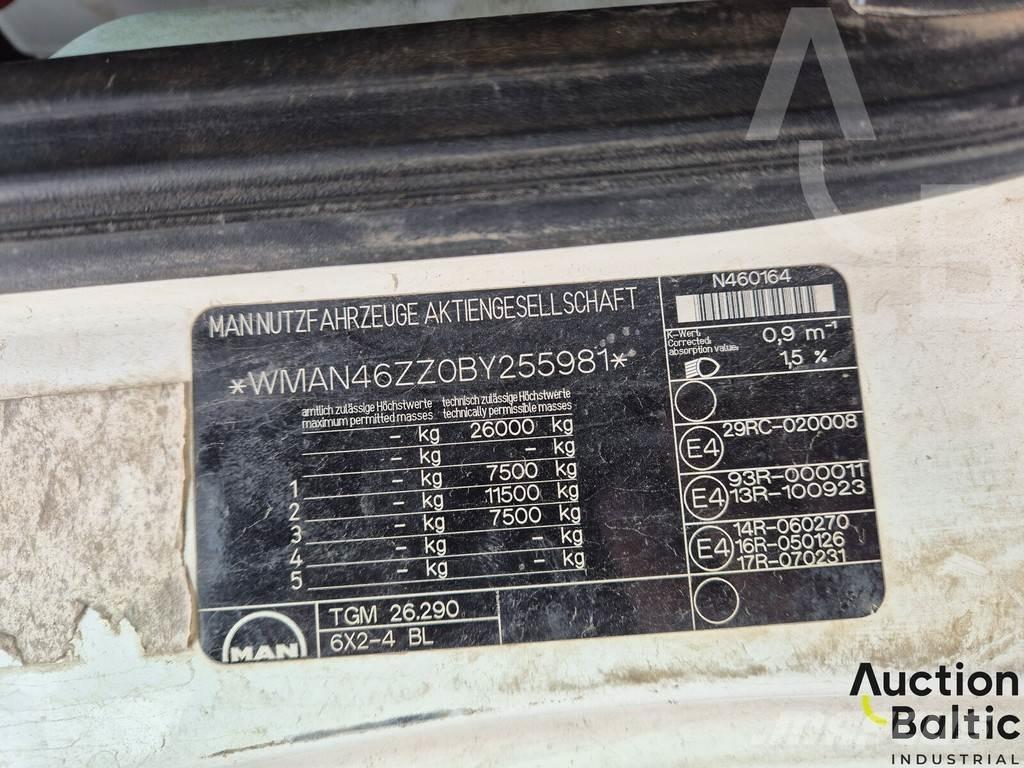 MAN NUTZFAHRZEUGE AKTIENGESELLSCHAFT
*WMAN46ZZ0BY255981*
amtlich zulässige Höchstwerte technisch zulässige Höchstwerte
maximum permitted masses technically permissible masses
- kg 26000 kg
- kg - kg
1 - kg 7500 kg
2 - kg 11500 kg
3 - kg 7500 kg
4 - kg - kg
5 - kg - kg
MAN
TGM 26.290
6X2-4 BL
N460164
K-Wert:
Corrected:
absorption value:
0,9 m⁻¹
1,5 %
E4 29RC-020008
93R-000011
E4 13R-100923
14R-060270
E4 16R-050126
17R-070231
Auction
Baltic
INDUSTRIAL